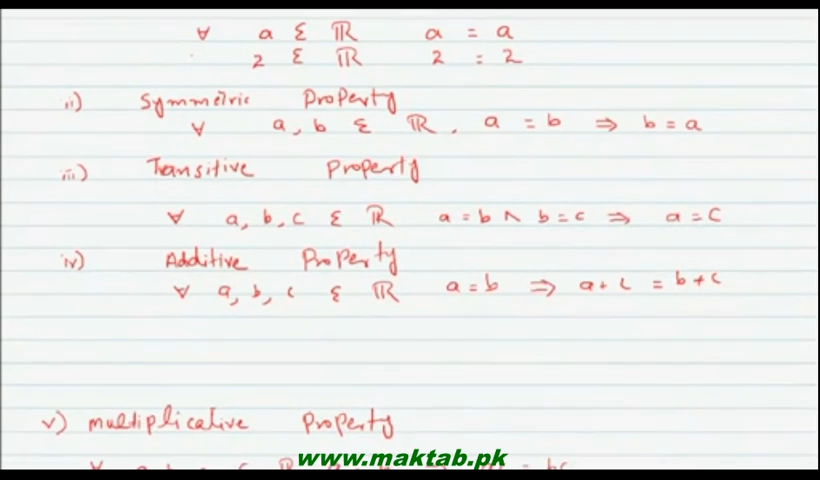 ∀ a ε ℝ a = a
2 ε ℝ 2 = 2
ii) Symmetric Property
∀ a, b ε ℝ, a = b ⇒ b = a
iii) Transitive Property
∀ a, b, c ε ℝ a = b ∧ b = c ⇒ a = c
iv) Additive Property
∀ a, b, c ε ℝ a = b ⇒ a + c = b + c
v) multiplicative Property
www.maktab.pk